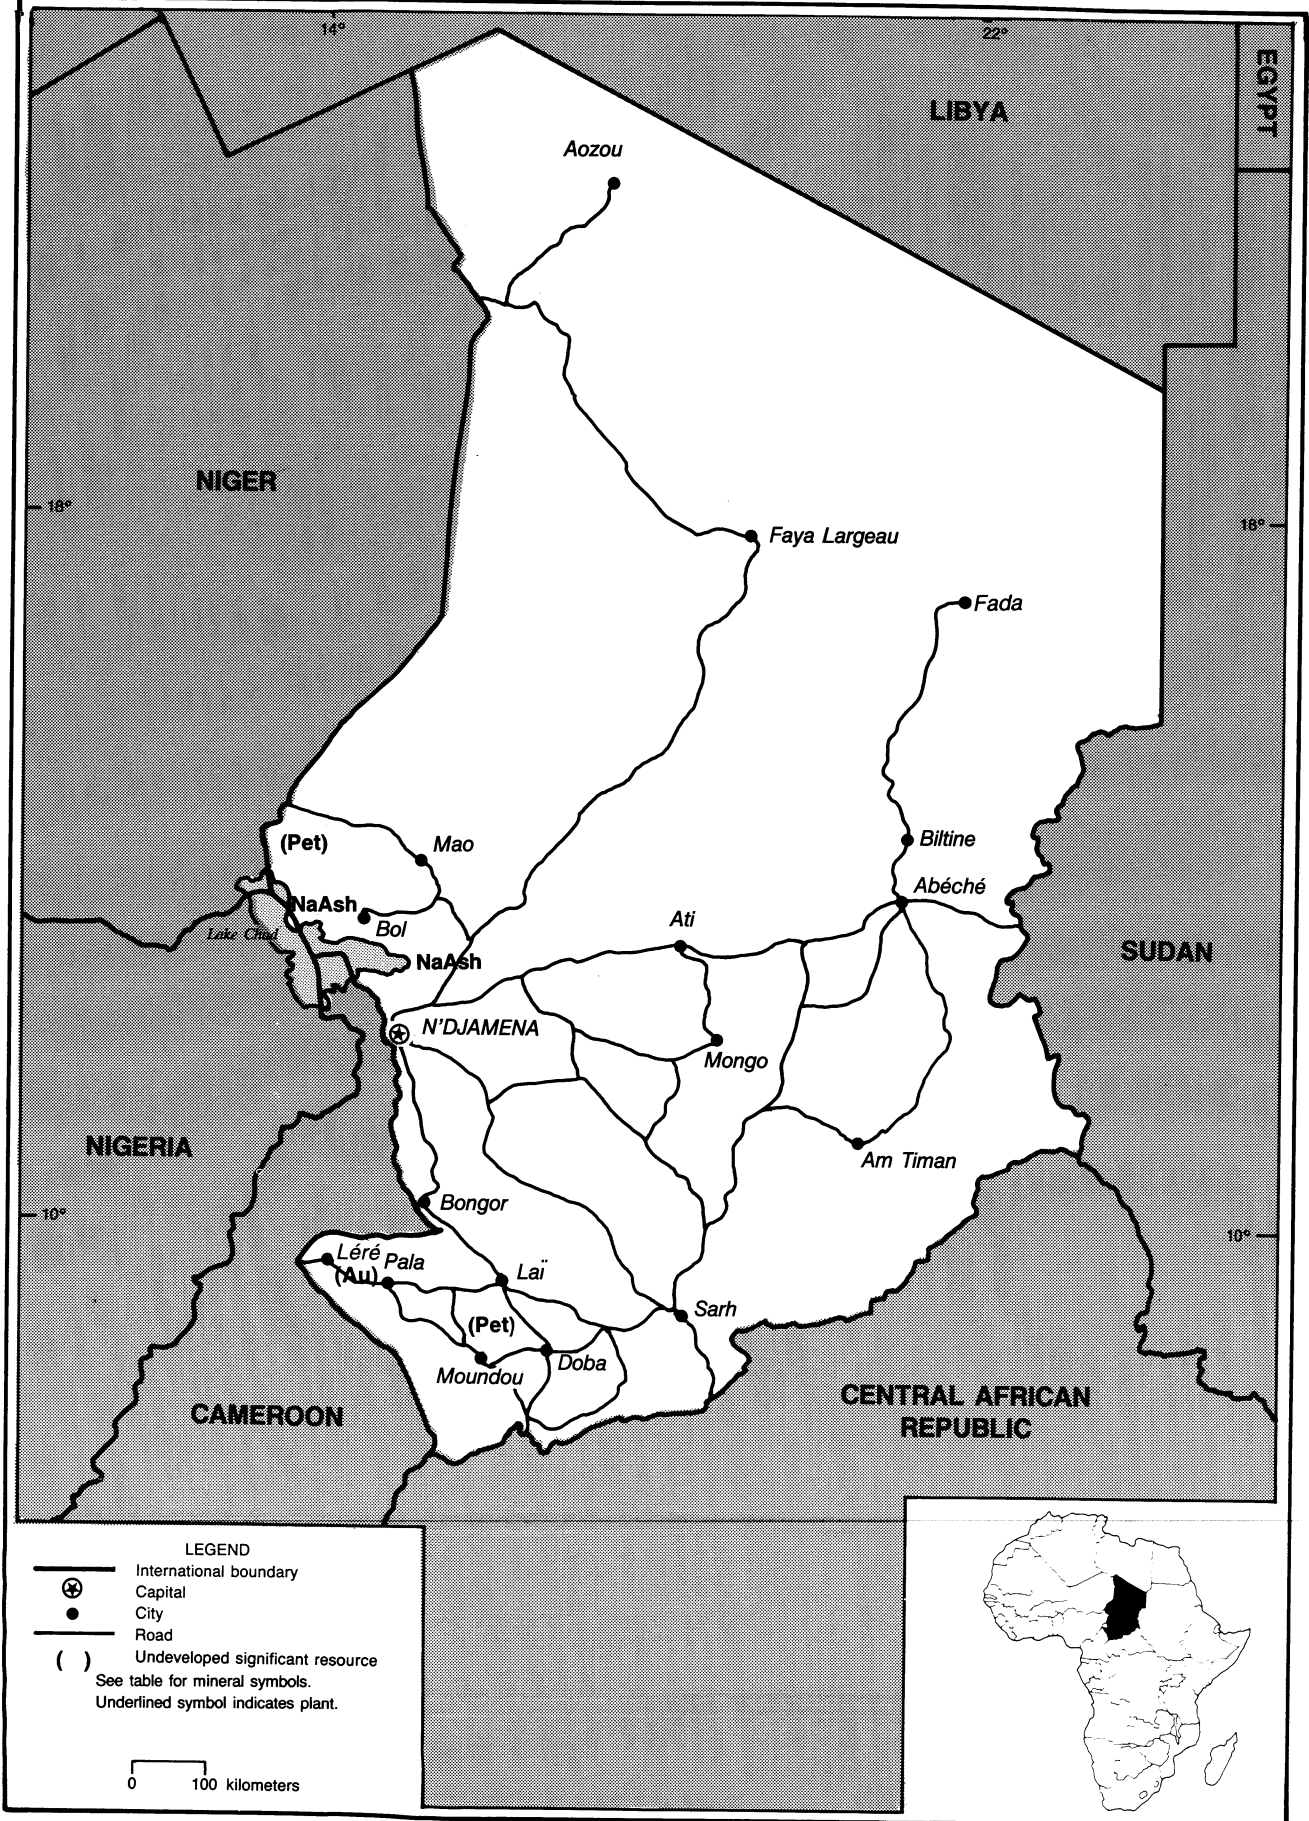 14°
22°
EGYPT
LIBYA
Aozou
NIGER
18°
18°
Faya Largeau
Fada
(Pet)
Mao
Biltine
Abéché
NaAsh
Bol
Ati
Lake Chad
NaAsh
SUDAN
N'DJAMENA
Mongo
NIGERIA
Am Timan
Bongor
10°
10°
Léré
Pala
(Au)
Laï
Sarh
(Pet)
Doba
Moundou
CAMEROON
CENTRAL AFRICAN
REPUBLIC
LEGEND
International boundary
Capital
City
Road
( ) Undeveloped significant resource
See table for mineral symbols.
Underlined symbol indicates plant.
0 100 kilometers